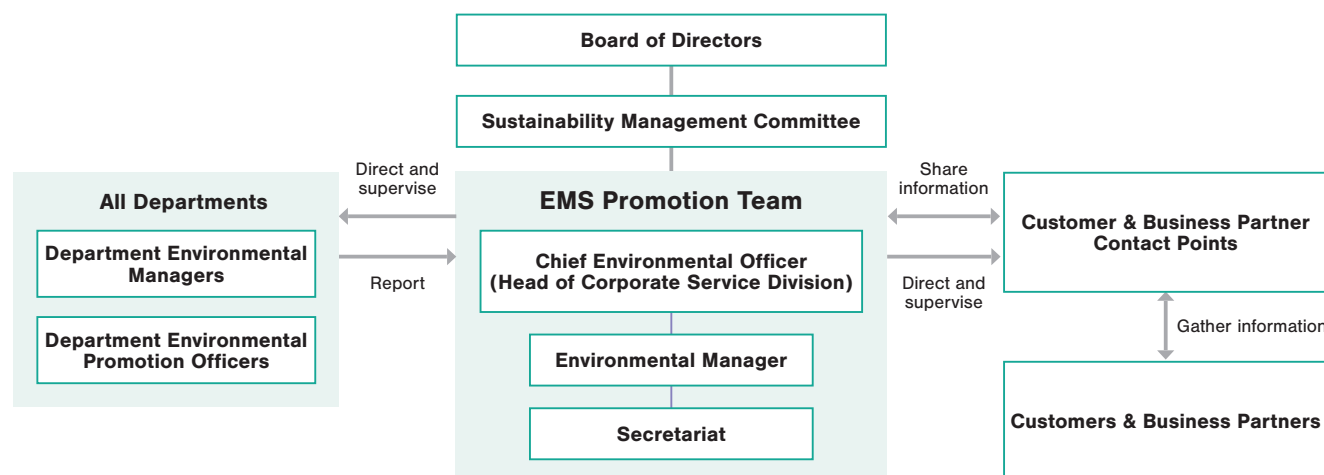 Board of Directors
Sustainability Management Committee
Direct and
supervise
Share
information
All Departments
EMS Promotion Team
Customer & Business Partner
Contact Points
Department Environmental
Managers
Report
Chief Environmental Officer
(Head of Corporate Service Division)
Direct and
supervise
Department Environmental
Promotion Officers
Gather information
Environmental Manager
Customers & Business Partners
Secretariat